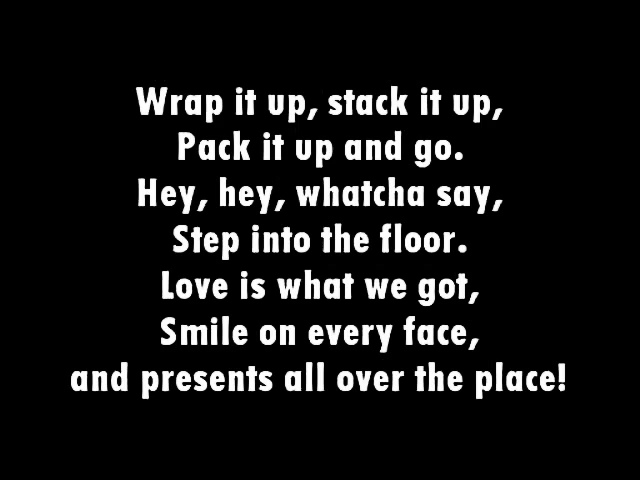 Wrap it up, stack it up,
Pack it up and go.
Hey, hey, whatcha say,
Step into the floor.
Love is what we got,
Smile on every face,
and presents all over the place!